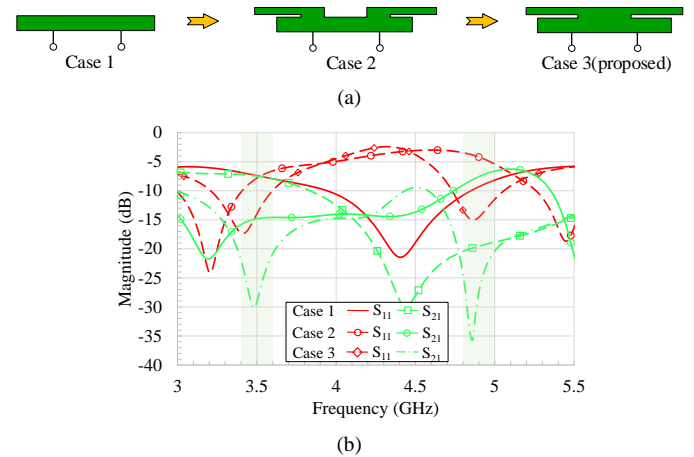 Case 1
Case 2
Case 3(proposed)
(a)
Magnitude (dB)
0
-5
-10
-15
-20
-25
-30
-35
-40
Case 1 S11 S21
Case 2 S11 S21
Case 3 S11 S21
3 3.5 4 4.5 5 5.5
Frequency (GHz)
(b)